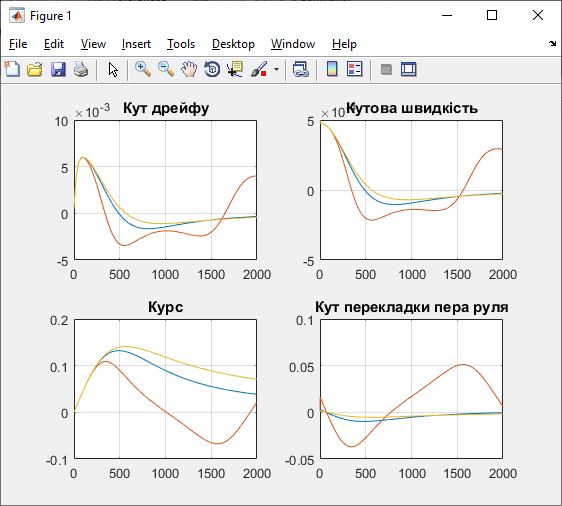 Figure 1
File Edit View Insert Tools Desktop Window Help
Кут дрейфу
×10-3
10
5
0
-5
0 500 1000 1500 2000
Кутова швидкість
×10
5
0
-5
0 500 1000 1500 2000
Курс
0.2
0.1
0
-0.1
0 500 1000 1500 2000
Кут перекладки пера руля
0.1
0.05
0
-0.05
0 500 1000 1500 2000